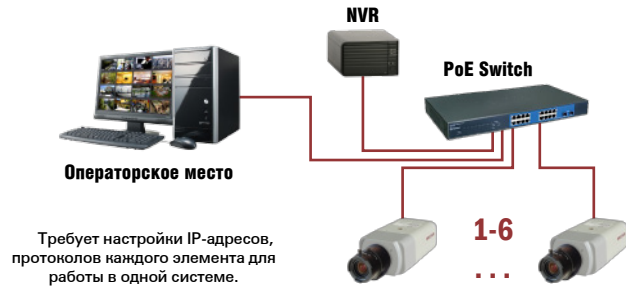 NVR
PoE Switch
Операторское место
1-6
...
Требует настройки IP-адресов,
протоколов каждого элемента для
работы в одной системе.